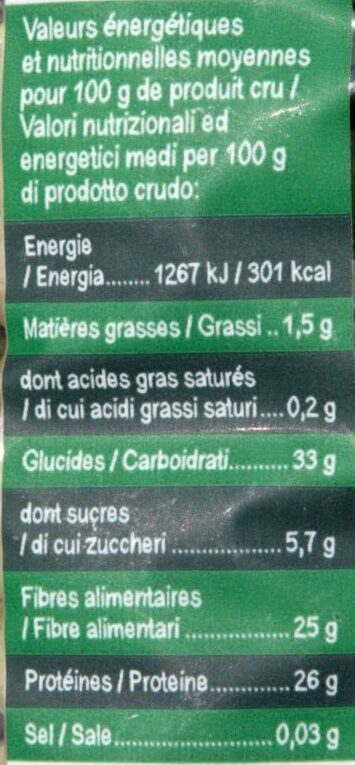 Valeurs énergétiques
et nutritionnelles moyennes
pour 100 g de produit cru /
Valori nutrizionali ed
energetici medi per 100 g
di prodotto crudo:
Energie
/ Energia........ 1267 kJ / 301 kcal
Matières grasses / Grassi .. 1,5 g
dont acides gras saturés
/ di cui acidi grassi saturi .... 0,2 g
Glucides / Carboidrati.......... 33 g
dont sucres
/ di cui zuccheri .................. 5,7 g
Fibres alimentaires
/ Fibre alimentari ................. 25 g
Protéines / Proteine............. 26 g
Sel / Sale.......................... 0,03 g